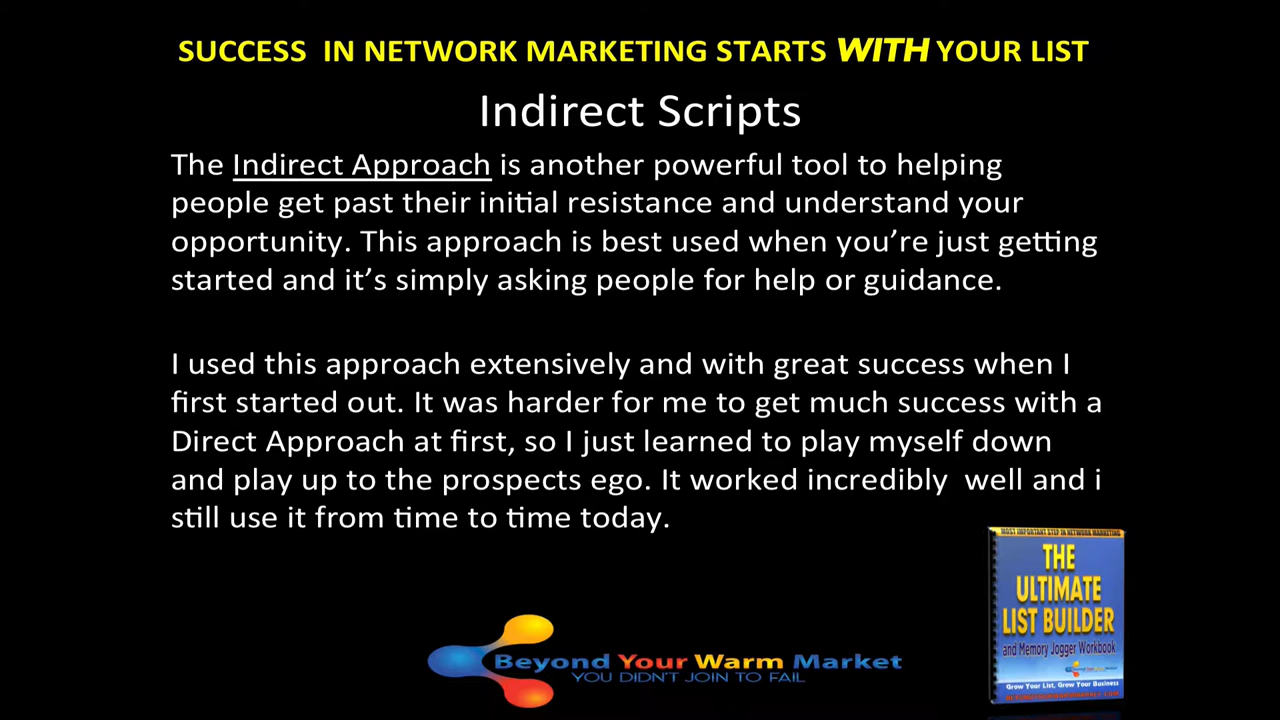 SUCCESS IN NETWORK MARKETING STARTS WITH YOUR LIST
Indirect Scripts
The Indirect Approach is another powerful tool to helping
people get past their initial resistance and understand your
opportunity. This approach is best used when you’re just getting
started and it’s simply asking people for help or guidance.
I used this approach extensively and with great success when I
first started out. It was harder for me to get much success with a
Direct Approach at first, so I just learned to play myself down
and play up to the prospects ego. It worked incredibly well and i
still use it from time to time today.
MOST IMPORTANT STEP IN NETWORK MARKETING
THE
ULTIMATE
LIST BUILDER
and Memory Jogger Workbook
Grow Your List, Grow Your Business
Beyond Your Warm Market
YOU DIDN'T JOIN TO FAIL